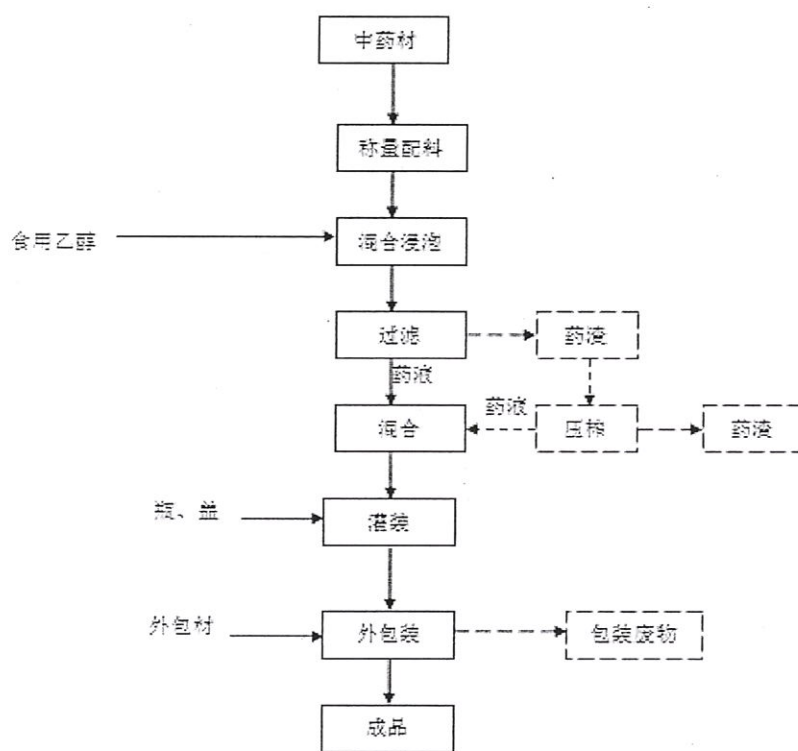 中药材
称量配料
食用乙醇
混合浸泡
过滤
药渣
药液
药液
混合
压榨
药渣
瓶、盖
灌装
外包材
外包装
包装废物
成品